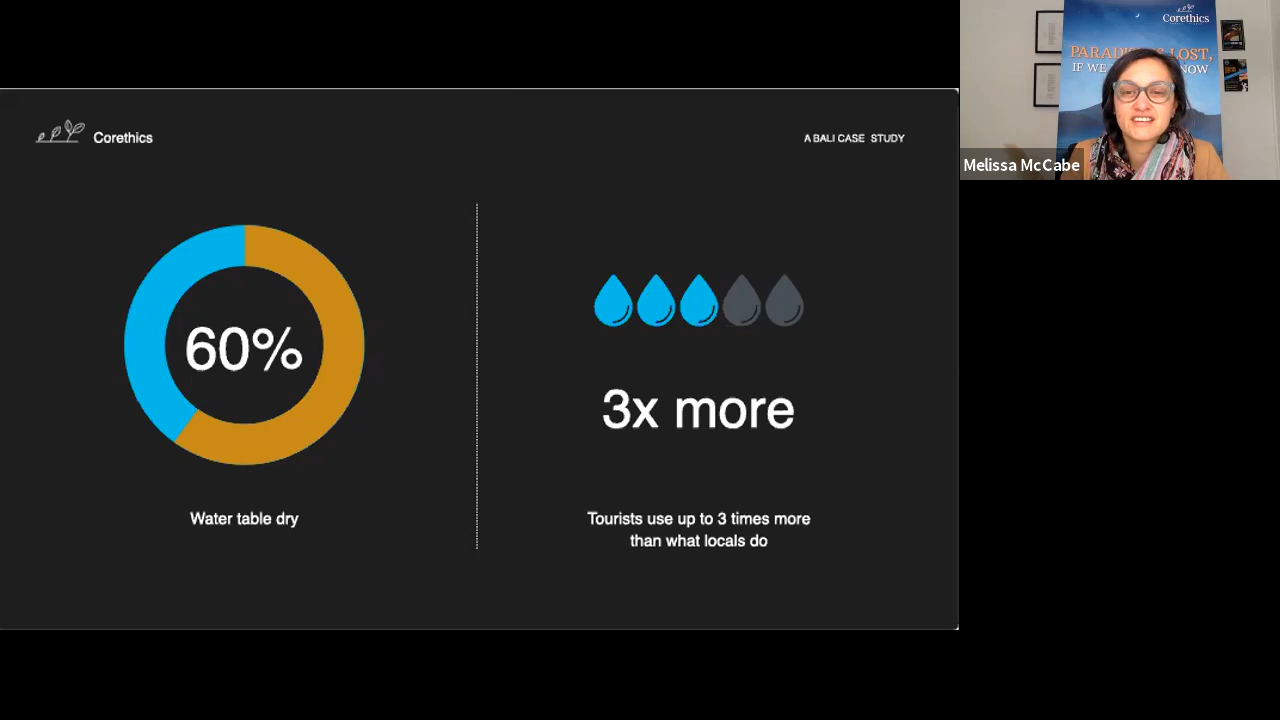 Corethics
A BALI CASE STUDY
60%
Water table dry
3x more
Tourists use up to 3 times more
than what locals do
Corethics
PARADISE IS LOST,
IF WE
NOW
Melissa McCabe